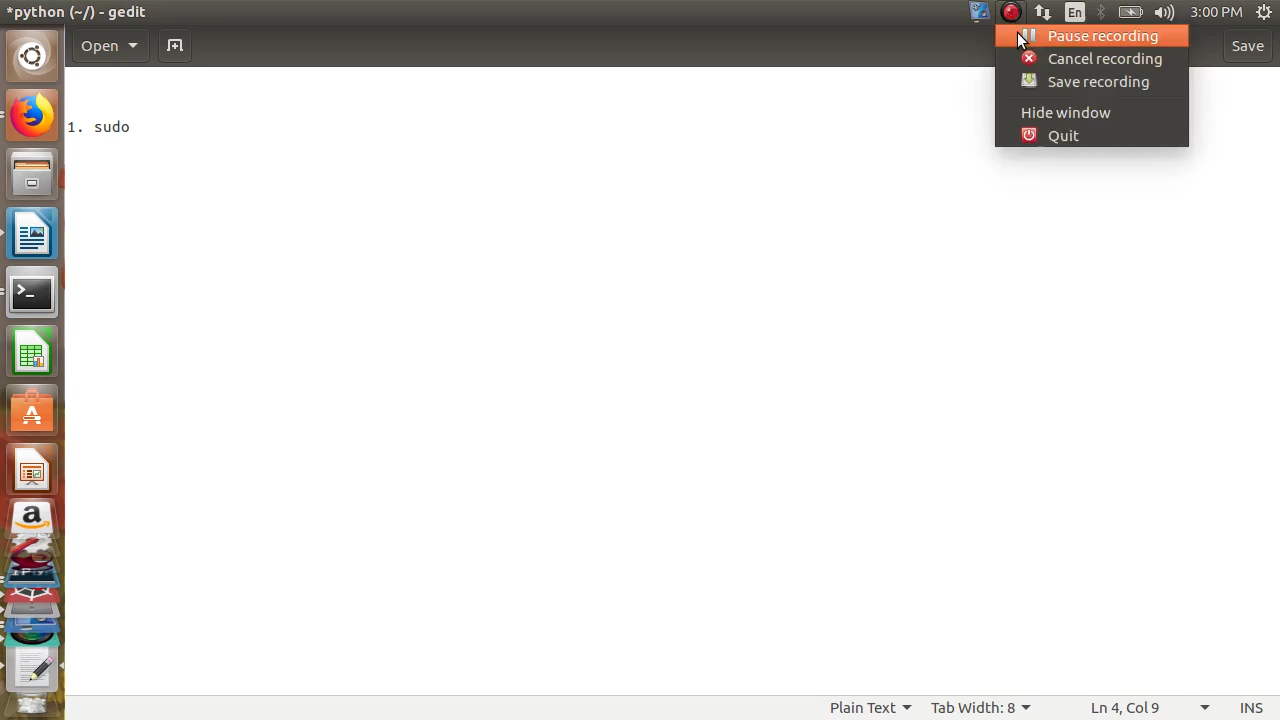 *python (~/) - gedit
En
3:00 PM
Open
Save
Pause recording
Cancel recording
Save recording
Hide window
Quit
1. sudo
Plain Text
Tab Width: 8
Ln 4, Col 9
INS